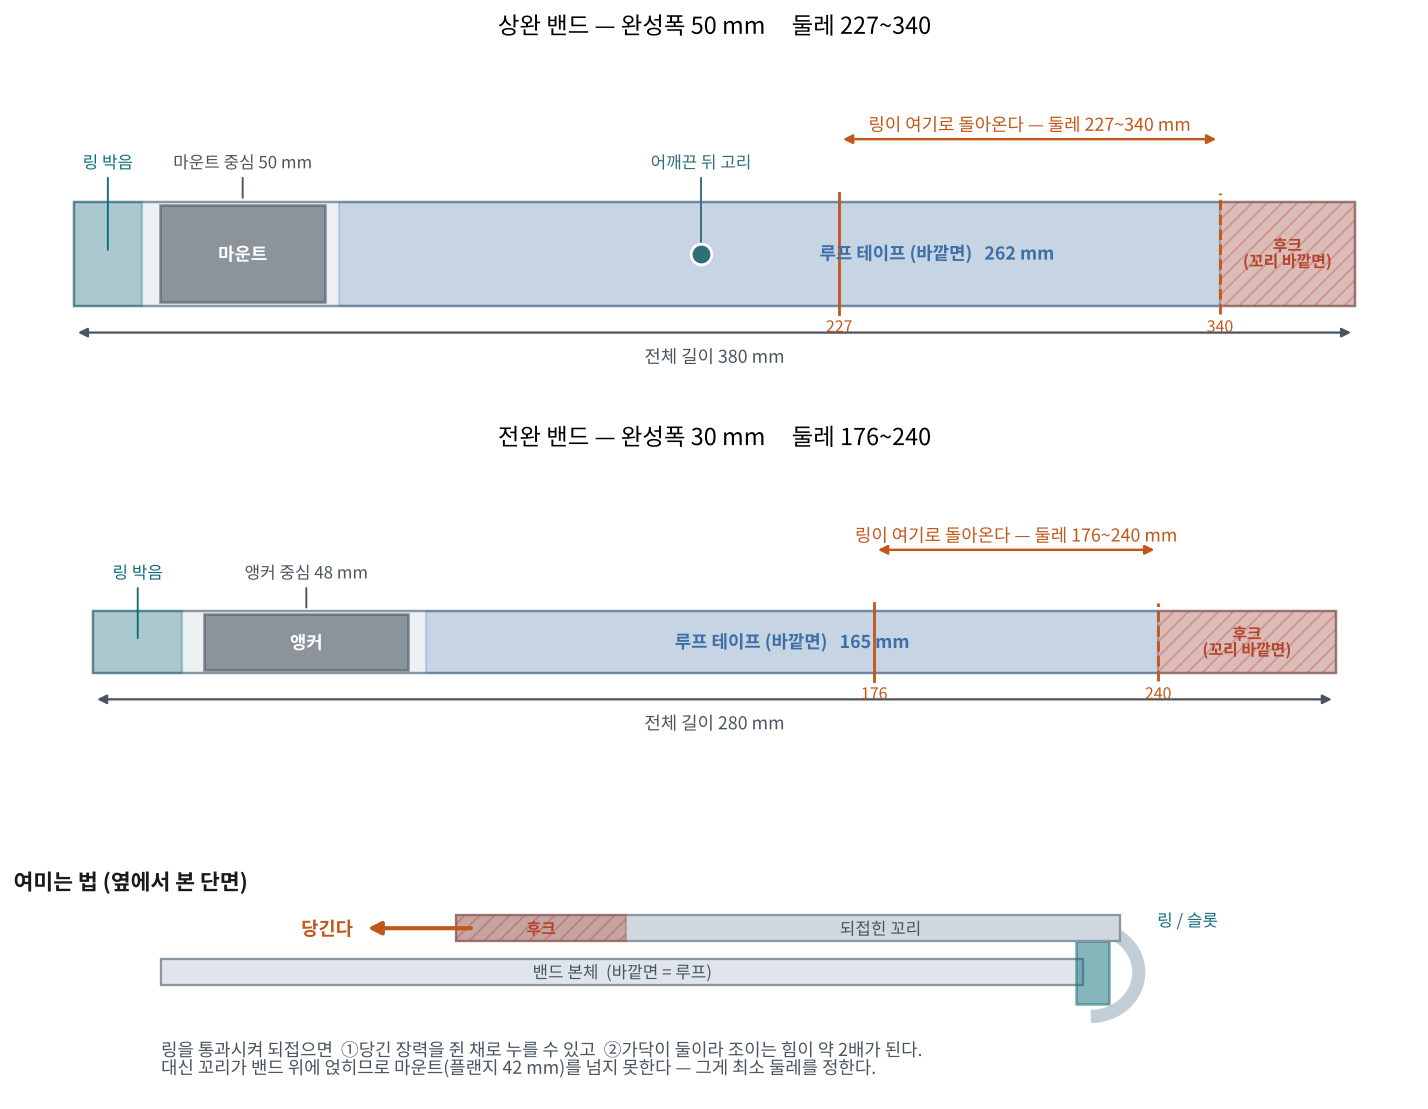 상완 밴드 — 완성폭 50 mm 둘레 227~340
링이 여기로 돌아온다 — 둘레 227~340 mm
링 박음
마운트 중심 50 mm
어깨끈 뒤 고리
마운트
루프 테이프 (바깥면) 262 mm
후크
(꼬리 바깥면)
227
340
전체 길이 380 mm
전완 밴드 — 완성폭 30 mm 둘레 176~240
링이 여기로 돌아온다 — 둘레 176~240 mm
링 박음
앵커 중심 48 mm
앵커
루프 테이프 (바깥면) 165 mm
후크
(꼬리 바깥면)
176
240
전체 길이 280 mm
여미는 법 (옆에서 본 단면)
당긴다
후크
되접힌 꼬리
링 / 슬롯
밴드 본체 (바깥면 = 루프)
링을 통과시켜 되접으면 ①당긴 장력을 쥔 채로 누를 수 있고 ②가닥이 둘이라 조이는 힘이 약 2배가 된다.
대신 꼬리가 밴드 위에 얹히므로 마운트(플랜지 42 mm)를 넘지 못한다 — 그게 최소 둘레를 정한다.